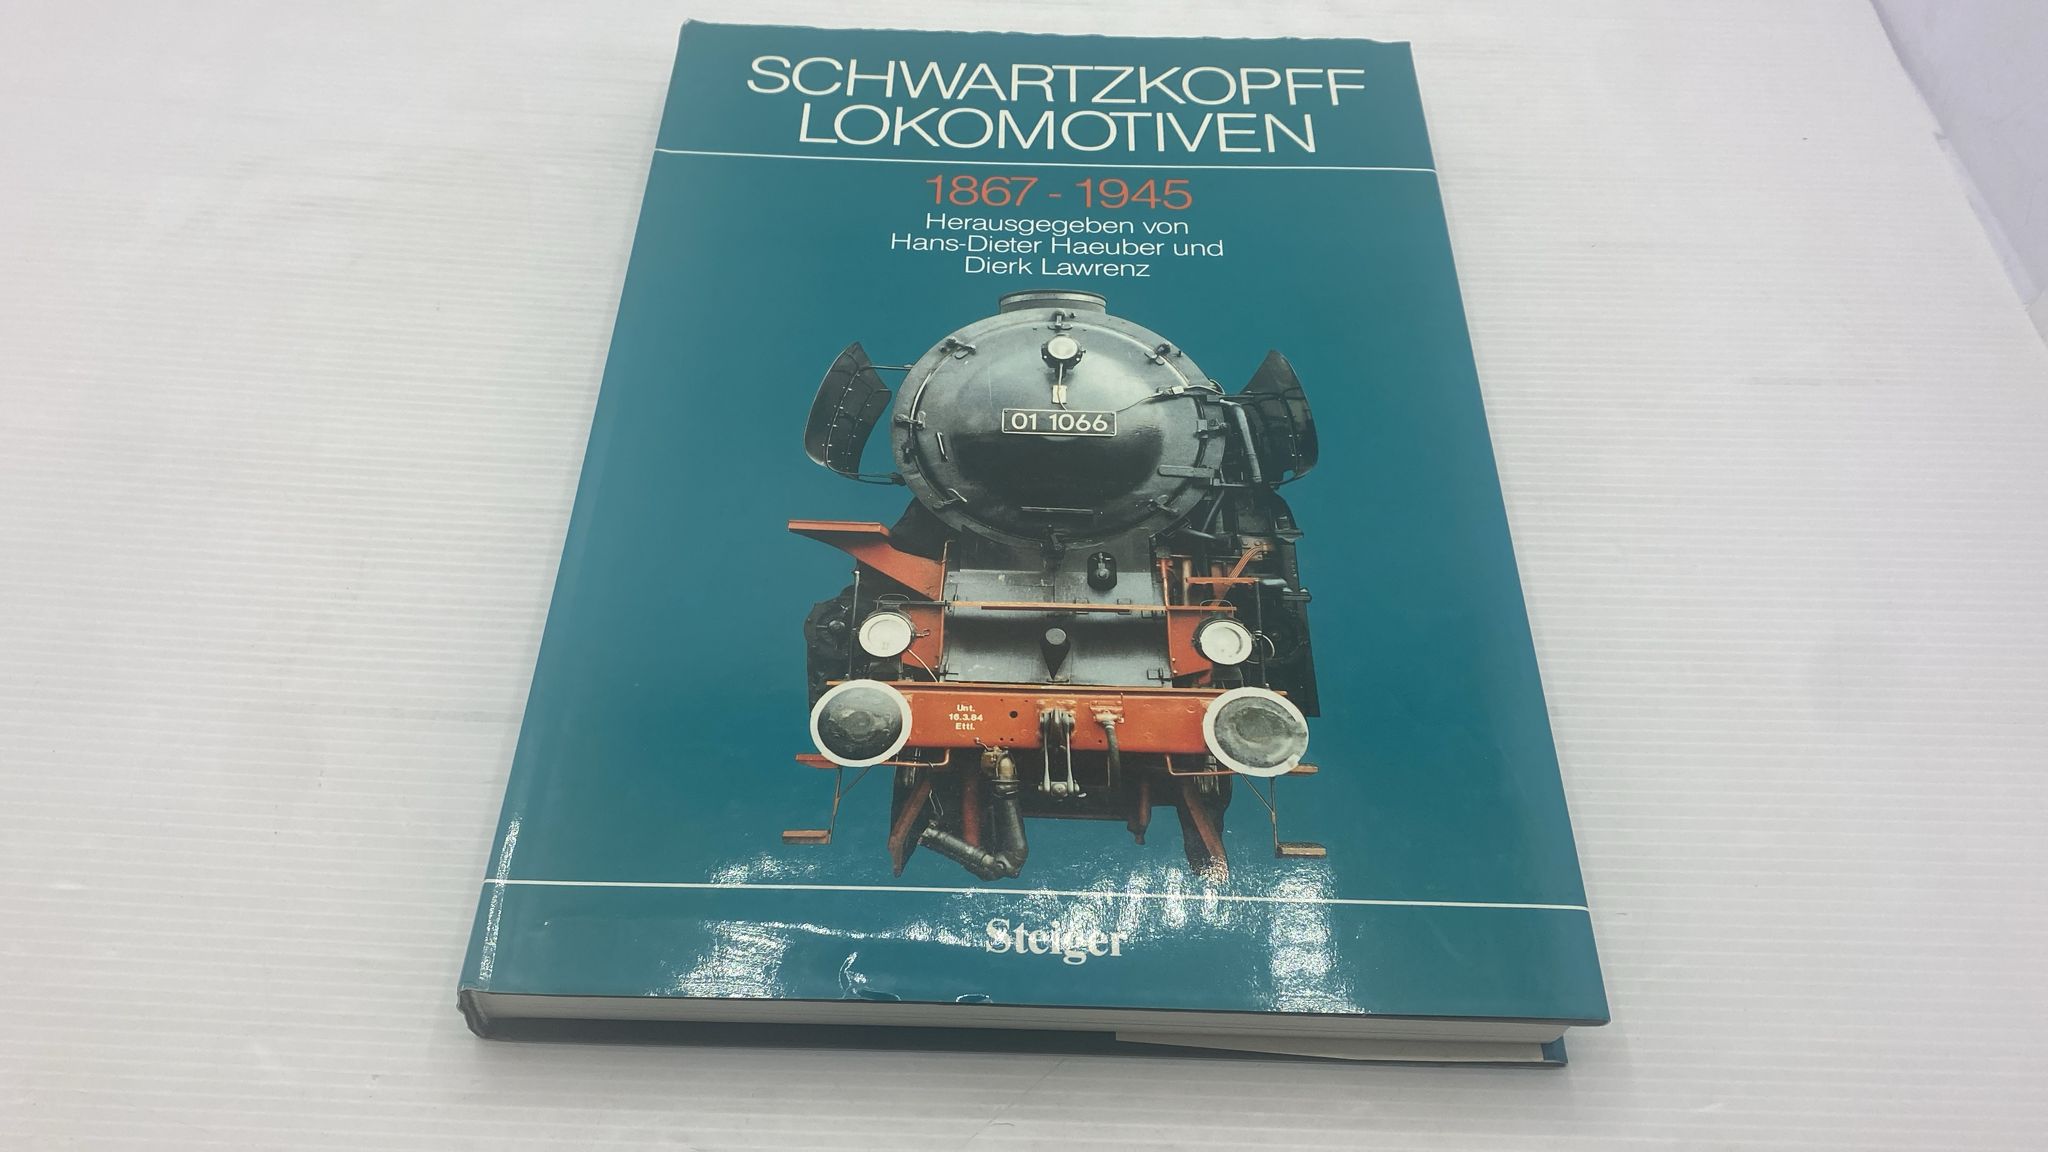 SCHWARTZKOPFF
LOKOMOTIVEN
1867 - 1945
Herausgegeben von
Hans-Dieter Haeuber und
Dierk Lawrenz
01 1066
Unt.
16.3.84
Ettl.
Steiger